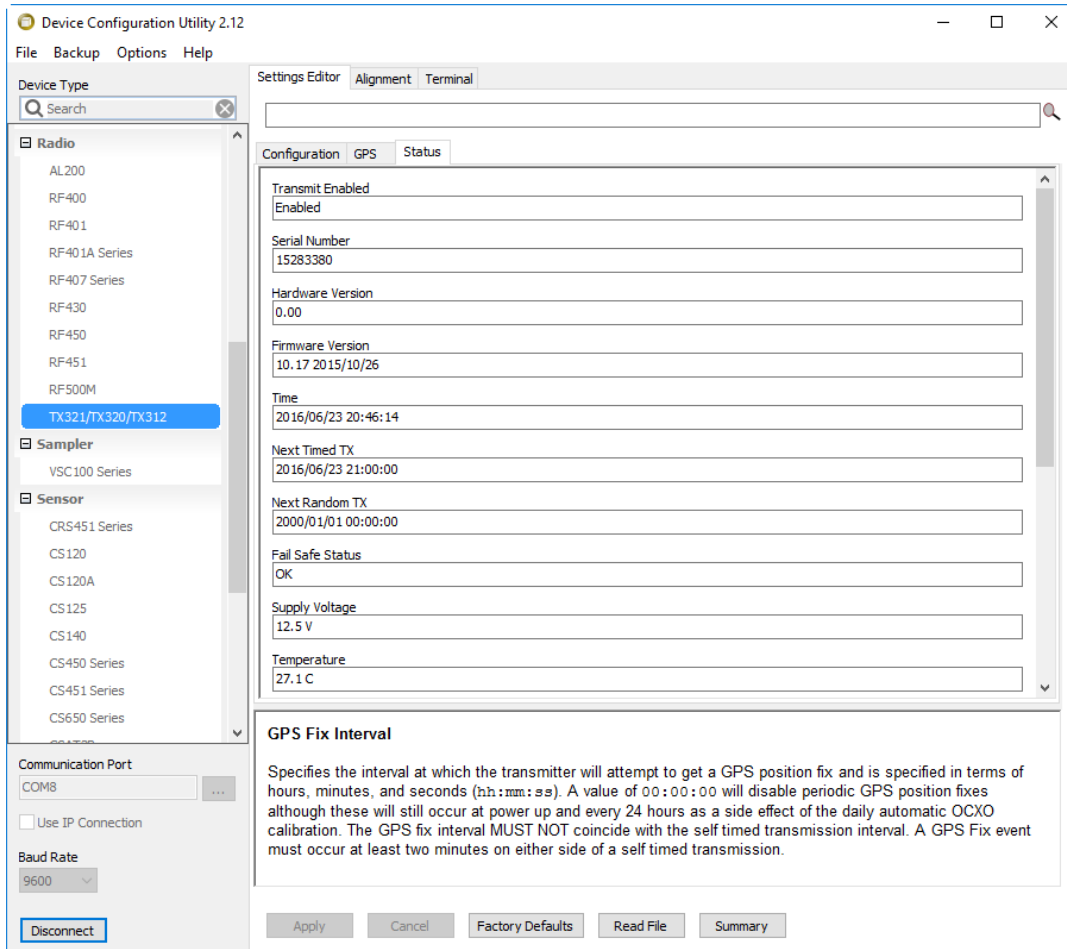 Device Configuration Utility 2.12
File Backup Options Help
Device Type
Search
Radio
AL200
RF400
RF401
RF401A Series
RF407 Series
RF430
RF450
RF451
RF500M
TX321/TX320/TX312
Sampler
VSC100 Series
Sensor
CRS451 Series
CS120
CS120A
CS125
CS140
CS450 Series
CS451 Series
CS650 Series
Communication Port
COM8
...
Use IP Connection
Baud Rate
9600
Disconnect
Settings Editor Alignment Terminal
Configuration GPS Status
Transmit Enabled
Enabled
Serial Number
15283380
Hardware Version
0.00
Firmware Version
10.17 2015/10/26
Time
2016/06/23 20:46:14
Next Timed TX
2016/06/23 21:00:00
Next Random TX
2000/01/01 00:00:00
Fail Safe Status
OK
Supply Voltage
12.5 V
Temperature
27.1 C
GPS Fix Interval
Specifies the interval at which the transmitter will attempt to get a GPS position fix and is specified in terms of
hours, minutes, and seconds (hh:mm:ss). A value of 00:00:00 will disable periodic GPS position fixes
although these will still occur at power up and every 24 hours as a side effect of the daily automatic OCXO
calibration. The GPS fix interval MUST NOT coincide with the self timed transmission interval. A GPS Fix event
must occur at least two minutes on either side of a self timed transmission.
Apply Cancel Factory Defaults Read File Summary